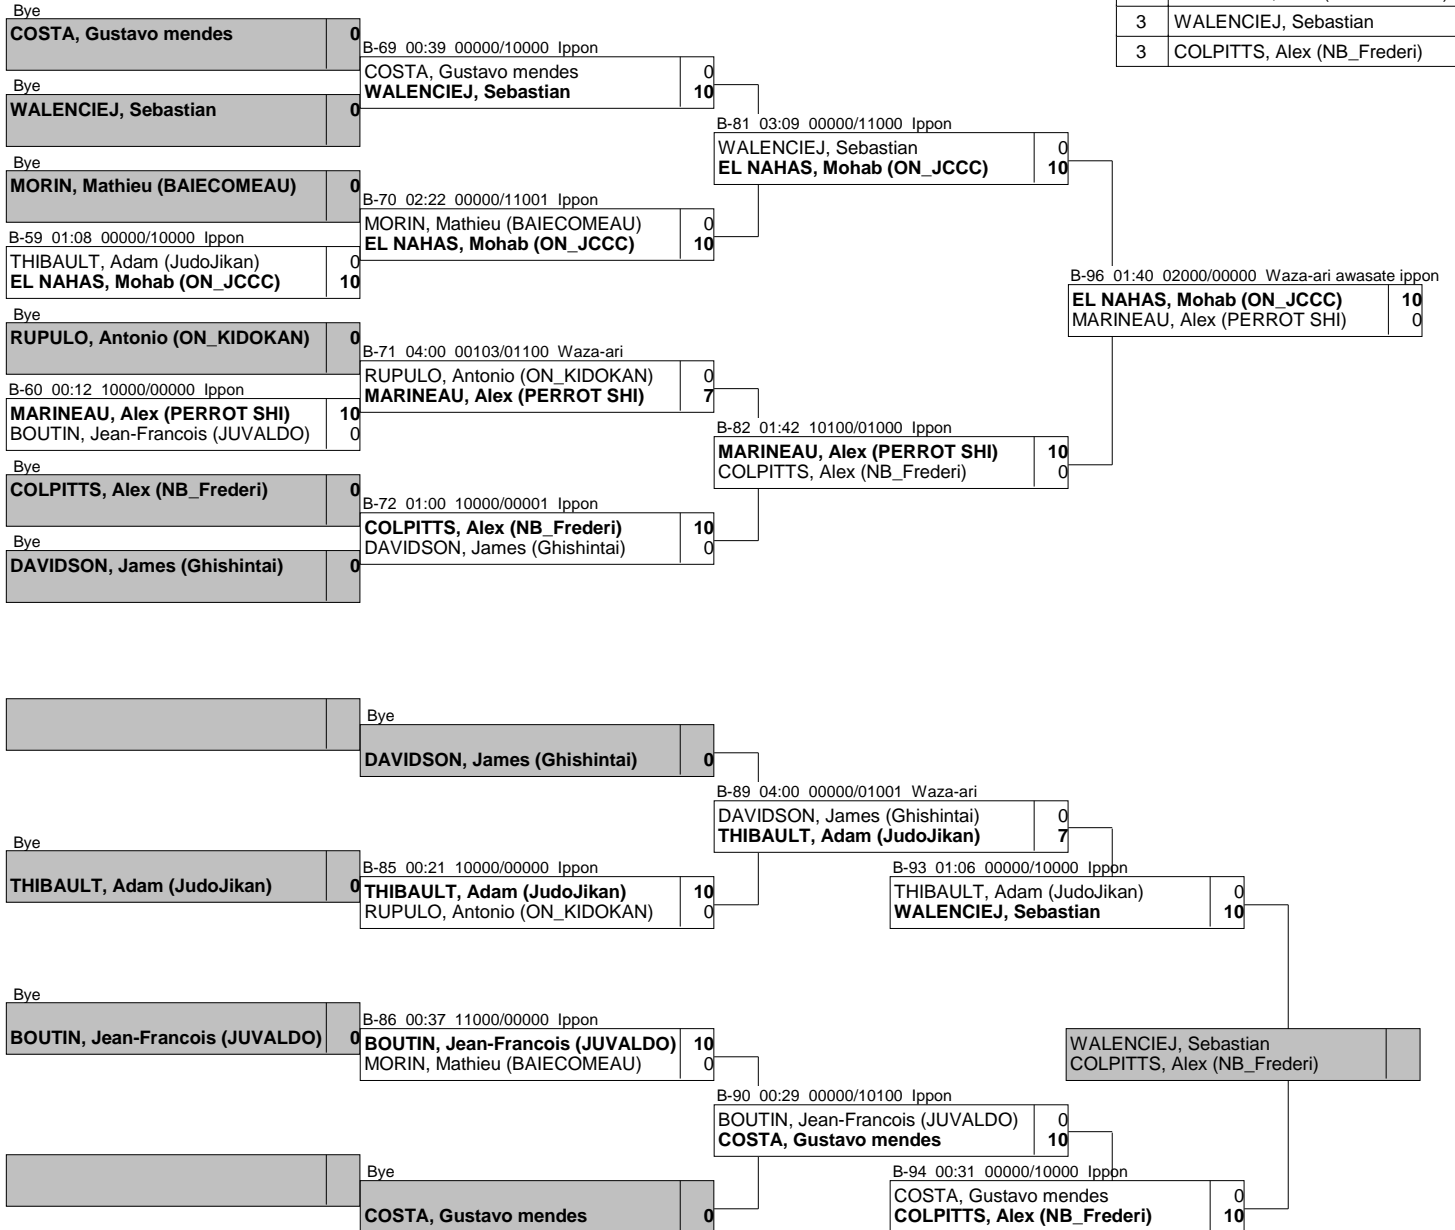 3 WALENCIEJ, Sebastian
3 COLPITTS, Alex (NB_Frederi)
Bye
COSTA, Gustavo mendes 0
B-69 00:39 00000/10000 Ippon
COSTA, Gustavo mendes 0
WALENCIEJ, Sebastian 10
Bye
WALENCIEJ, Sebastian 0
B-81 03:09 00000/11000 Ippon
WALENCIEJ, Sebastian 0
EL NAHAS, Mohab (ON_JCCC) 10
Bye
MORIN, Mathieu (BAIECOMEAU) 0
B-70 02:22 00000/11001 Ippon
MORIN, Mathieu (BAIECOMEAU) 0
EL NAHAS, Mohab (ON_JCCC) 10
B-59 01:08 00000/10000 Ippon
THIBAULT, Adam (JudoJikan) 0
EL NAHAS, Mohab (ON_JCCC) 10
B-96 01:40 02000/00000 Waza-ari awasate ippon
EL NAHAS, Mohab (ON_JCCC) 10
MARINEAU, Alex (PERROT SHI) 0
Bye
RUPULO, Antonio (ON_KIDOKAN) 0
B-71 04:00 00103/01100 Waza-ari
RUPULO, Antonio (ON_KIDOKAN) 0
MARINEAU, Alex (PERROT SHI) 7
B-60 00:12 10000/00000 Ippon
MARINEAU, Alex (PERROT SHI) 10
BOUTIN, Jean-Francois (JUVALDO) 0
B-82 01:42 10100/01000 Ippon
MARINEAU, Alex (PERROT SHI) 10
COLPITTS, Alex (NB_Frederi) 0
Bye
COLPITTS, Alex (NB_Frederi) 0
B-72 01:00 10000/00001 Ippon
COLPITTS, Alex (NB_Frederi) 10
DAVIDSON, James (Ghishintai) 0
Bye
DAVIDSON, James (Ghishintai) 0
Bye
DAVIDSON, James (Ghishintai) 0
B-89 04:00 00000/01001 Waza-ari
DAVIDSON, James (Ghishintai) 0
THIBAULT, Adam (JudoJikan) 7
Bye
THIBAULT, Adam (JudoJikan) 0
B-85 00:21 10000/00000 Ippon
THIBAULT, Adam (JudoJikan) 10
RUPULO, Antonio (ON_KIDOKAN) 0
B-93 01:06 00000/10000 Ippon
THIBAULT, Adam (JudoJikan) 0
WALENCIEJ, Sebastian 10
Bye
BOUTIN, Jean-Francois (JUVALDO) 0
B-86 00:37 11000/00000 Ippon
BOUTIN, Jean-Francois (JUVALDO) 10
MORIN, Mathieu (BAIECOMEAU) 0
WALENCIEJ, Sebastian
COLPITTS, Alex (NB_Frederi)
B-90 00:29 00000/10100 Ippon
BOUTIN, Jean-Francois (JUVALDO) 0
COSTA, Gustavo mendes 10
Bye
COSTA, Gustavo mendes 0
B-94 00:31 00000/10000 Ippon
COSTA, Gustavo mendes 0
COLPITTS, Alex (NB_Frederi) 10